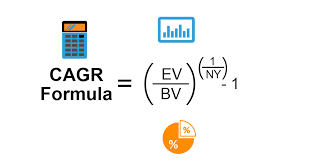 CAGR
Formula = (EV/BV)^(1/NY) - 1
%
%